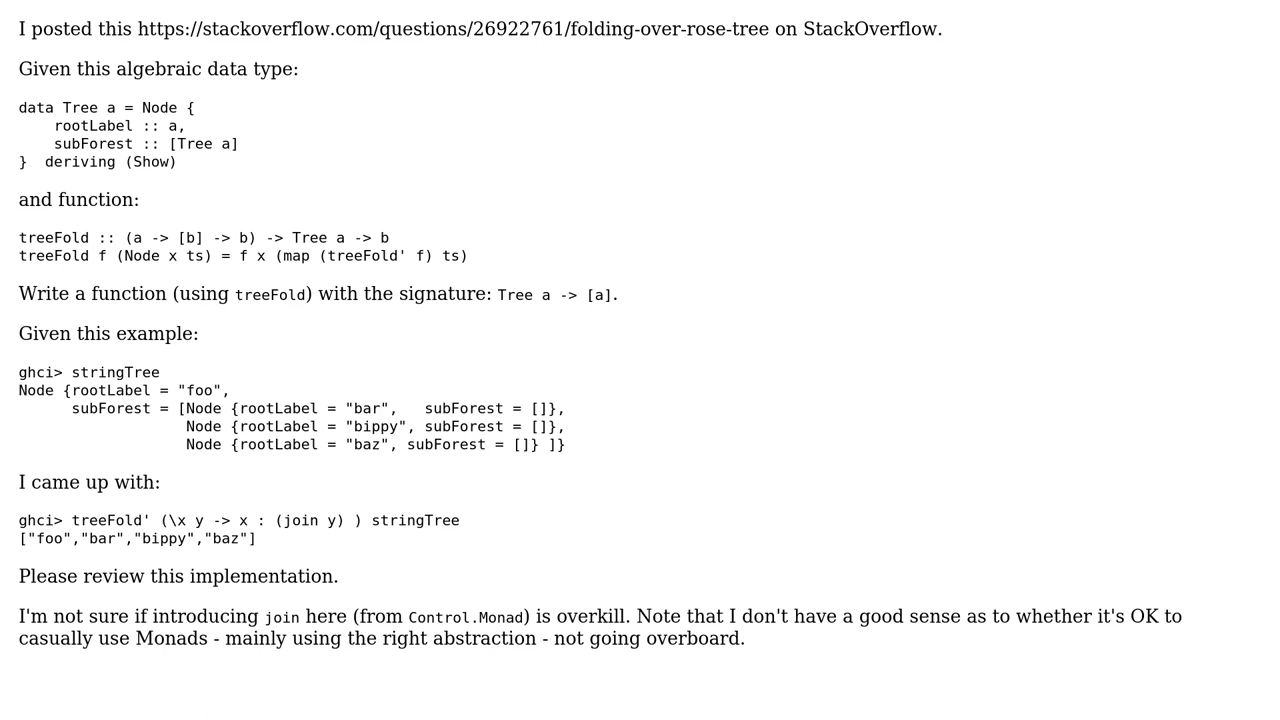 I posted this https://stackoverflow.com/questions/26922761/folding-over-rose-tree on StackOverflow.
Given this algebraic data type:
data Tree a = Node {
    rootLabel :: a,
    subForest :: [Tree a]
}  deriving (Show)
and function:
treeFold :: (a -> [b] -> b) -> Tree a -> b
treeFold f (Node x ts) = f x (map (treeFold' f) ts)
Write a function (using treeFold) with the signature: Tree a -> [a].
Given this example:
ghci> stringTree
Node {rootLabel = "foo",
      subForest = [Node {rootLabel = "bar",   subForest = []},
                   Node {rootLabel = "bippy", subForest = []},
                   Node {rootLabel = "baz", subForest = []} ]}
I came up with:
ghci> treeFold' (\x y -> x : (join y) ) stringTree
["foo","bar","bippy","baz"]
Please review this implementation.
I'm not sure if introducing join here (from Control.Monad) is overkill. Note that I don't have a good sense as to whether it's OK to
casually use Monads - mainly using the right abstraction - not going overboard.